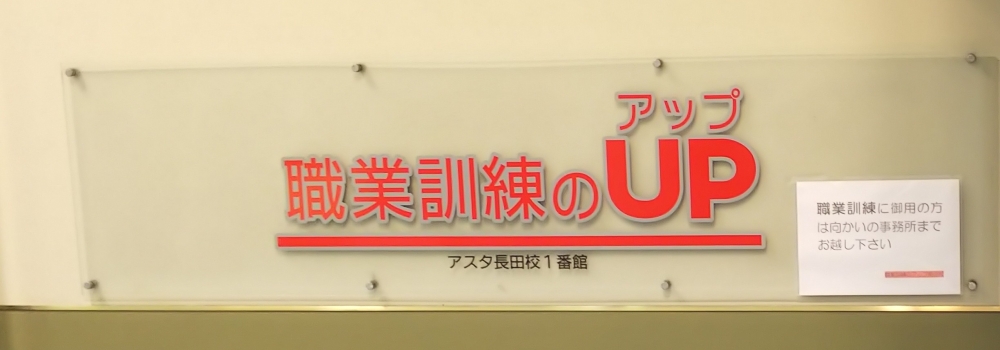 アップ
職業訓練のUP
アスタ長田校1番館
職業訓練に御用の方
は向かいの事務所まで
お越し下さい